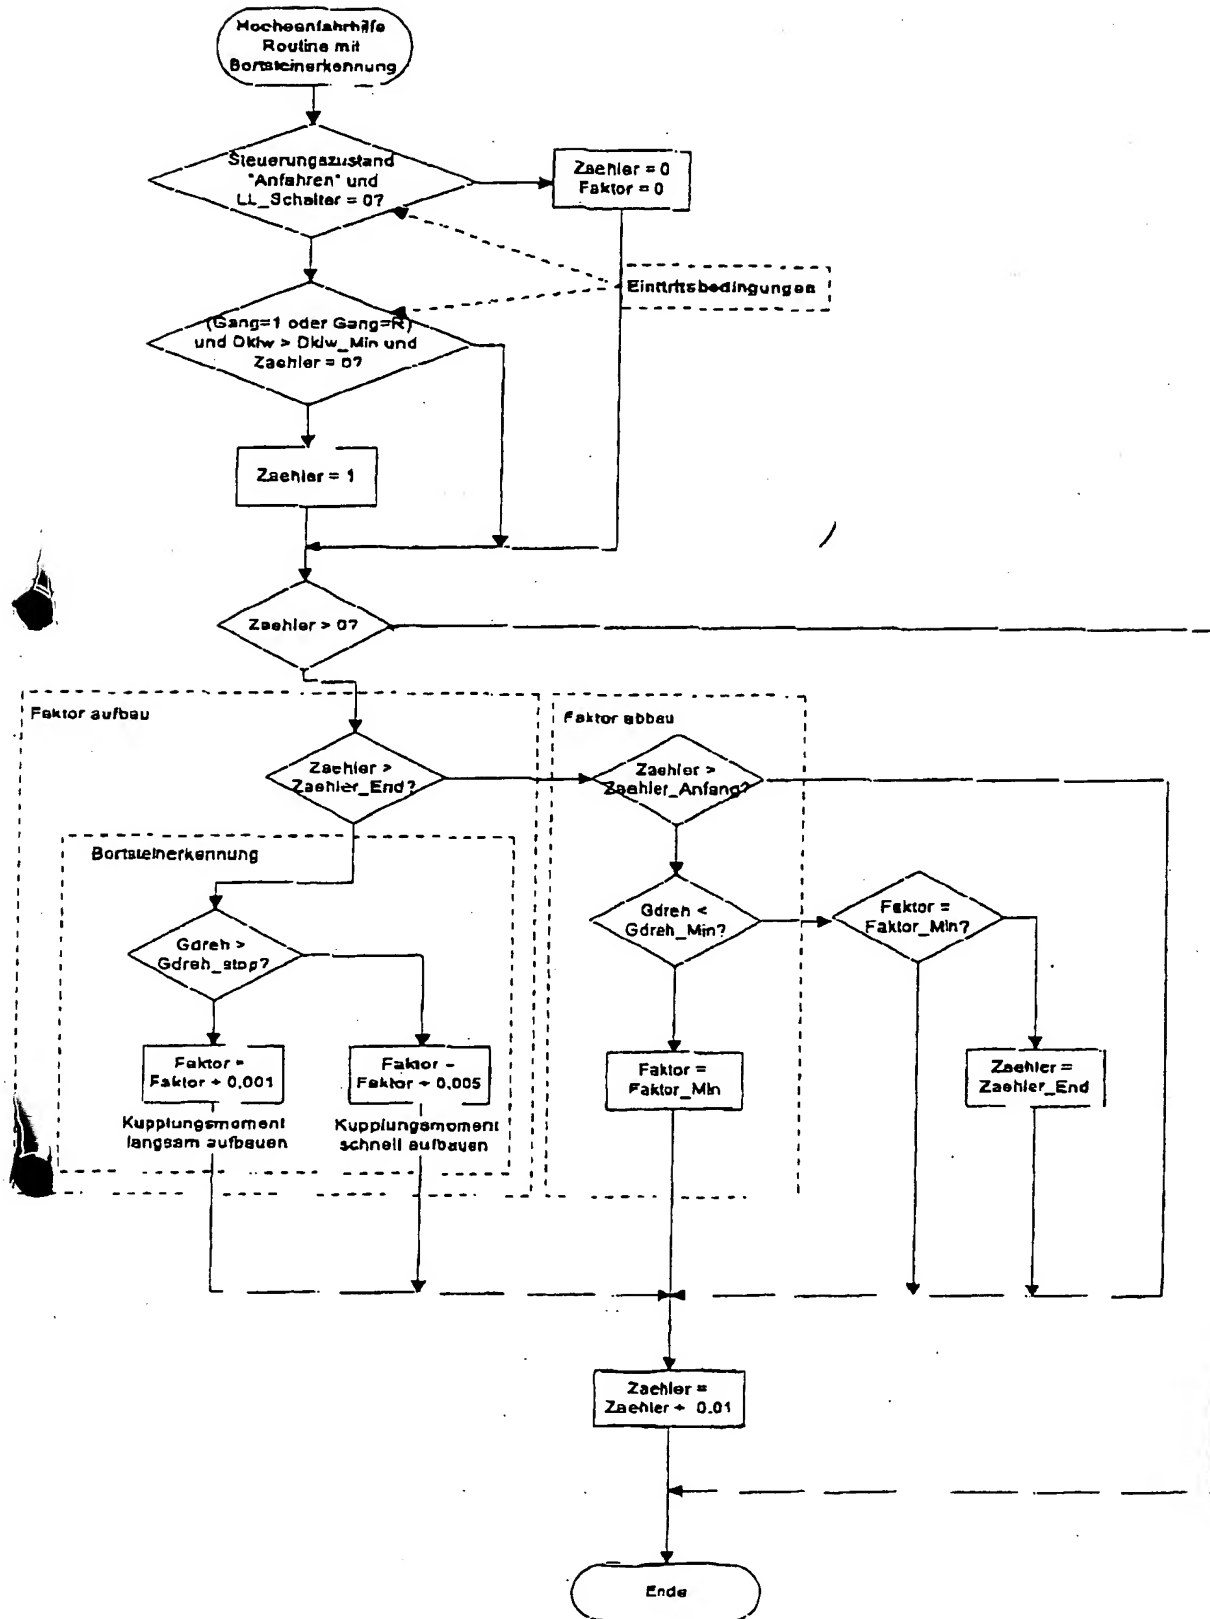 Hochsenfahrhilfe
Routine mit
Bortsteinerkennung
Steuerungszustand
"Anfahren" und
LL_Schalter = 0?
Zaehler = 0
Faktor = 0
Eintrittsbedingungen
(Gang=1 oder Gang=R)
und Dklw > Dklw_Min und
Zaehler = 0?
Zaehler = 1
Zaehler > 0?
Faktor aufbau
Faktor abbau
Zaehler >
Zaehler_End?
Zaehler >
Zaehler_Anfang?
Bortsteinerkennung
Gdreh >
Gdreh_stop?
Gdreh <
Gdreh_Min?
Faktor =
Faktor_Min?
Faktor =
Faktor + 0,001
Faktor =
Faktor + 0,005
Faktor =
Faktor_Min
Zaehler =
Zaehler_End
Kupplungsmoment
langsam aufbauen
Kupplungsmoment
schnell aufbauen
Zaehler =
Zaehler + 0.01
Ende